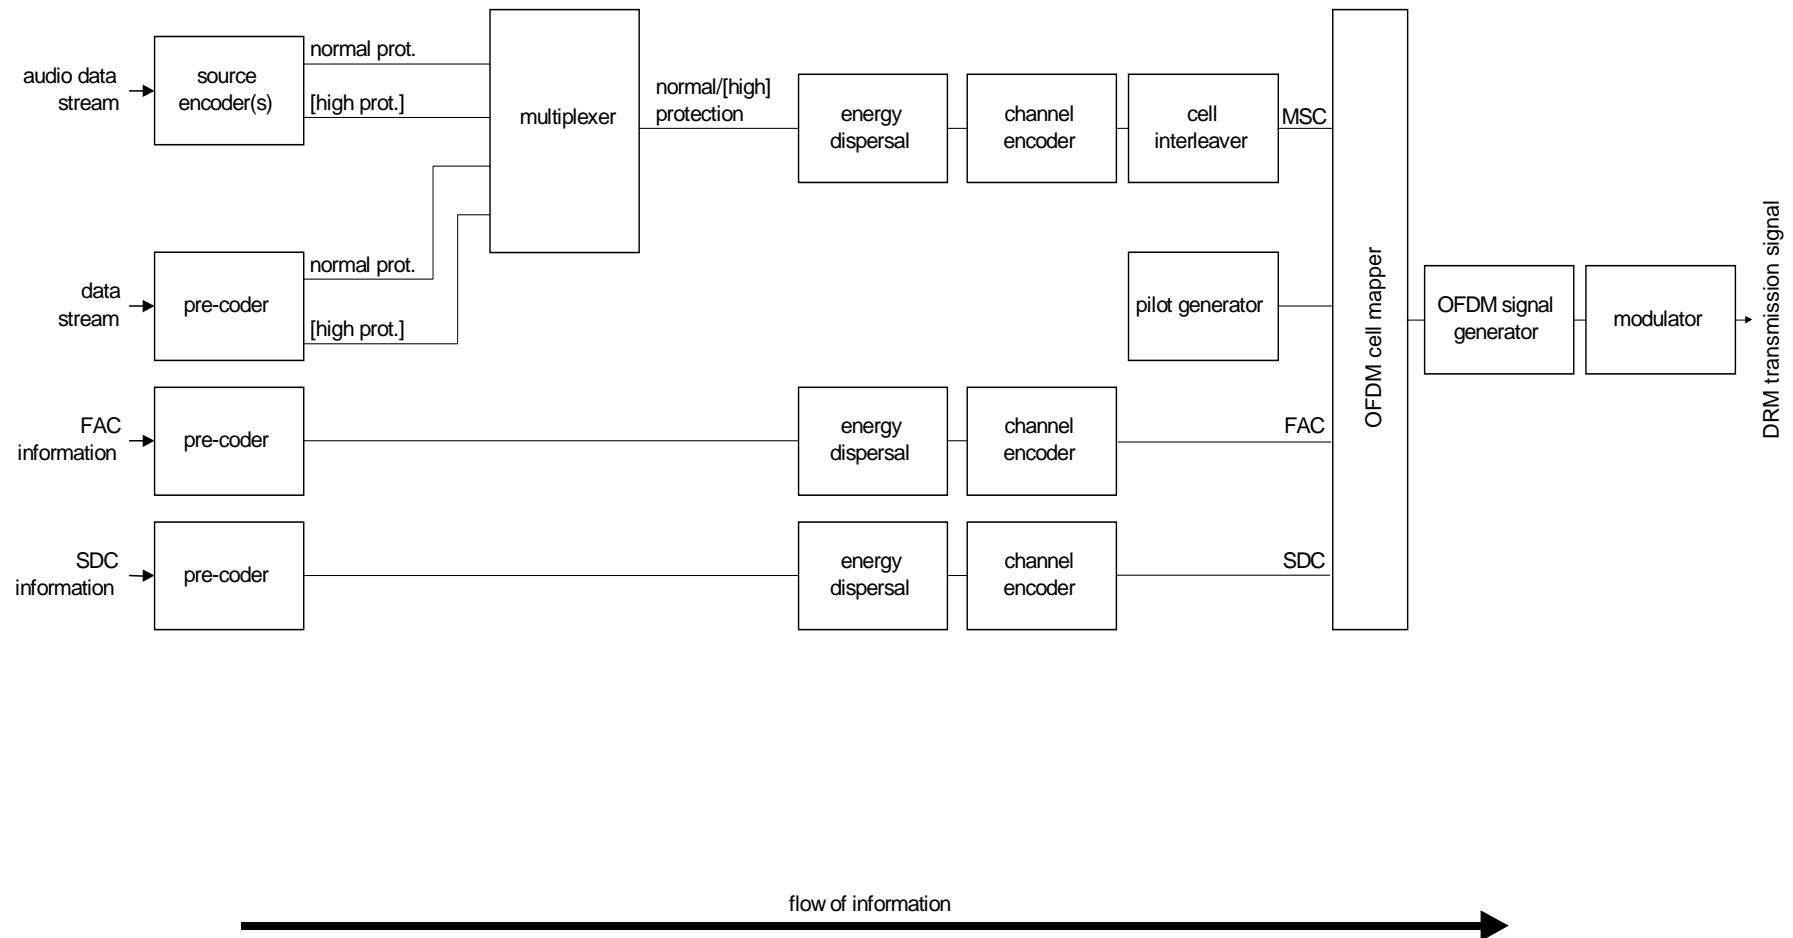 audio data
stream
source
encoder(s)
normal prot.
[high prot.]
multiplexer
normal/[high]
protection
energy
dispersal
channel
encoder
cell
interleaver
MSC
data
stream
pre-coder
normal prot.
[high prot.]
pilot generator
OFDM cell mapper
OFDM signal
generator
modulator
DRM transmission signal
FAC
information
pre-coder
energy
dispersal
channel
encoder
FAC
SDC
information
pre-coder
energy
dispersal
channel
encoder
SDC
flow of information